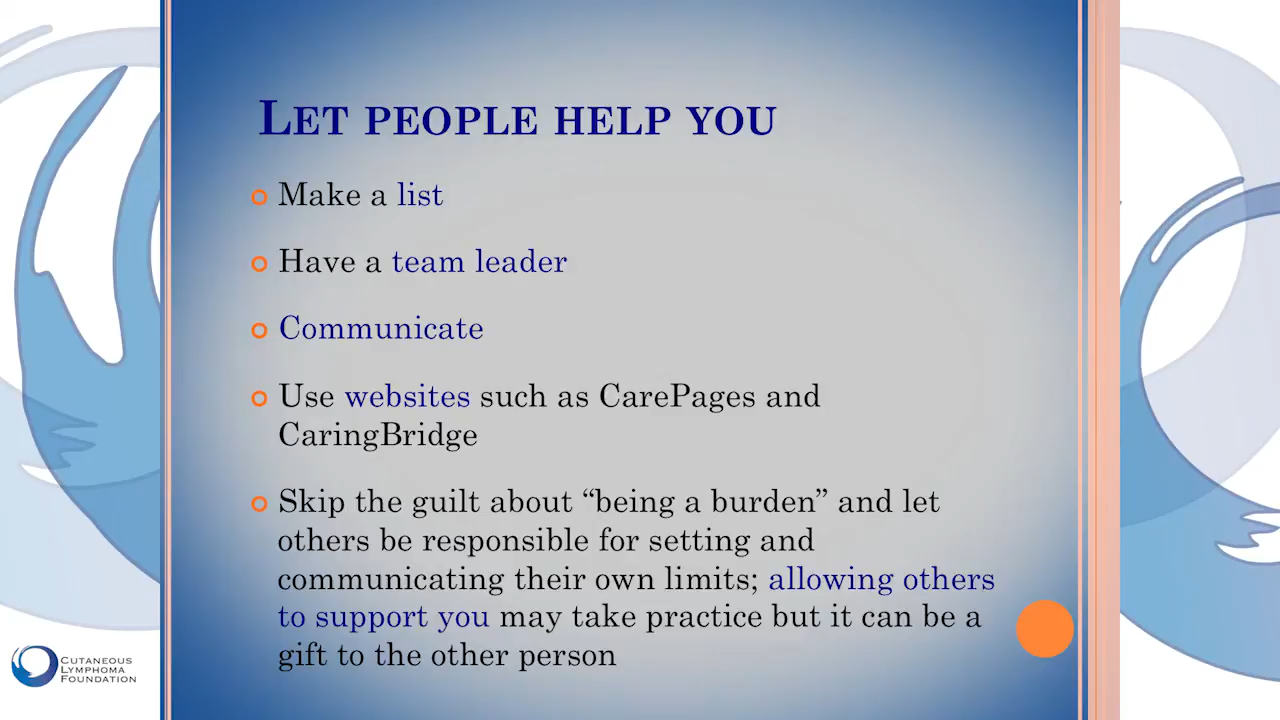 LET PEOPLE HELP YOU
Make a list
Have a team leader
Communicate
Use websites such as CarePages and
CaringBridge
Skip the guilt about “being a burden” and let
others be responsible for setting and
communicating their own limits; allowing others
to support you may take practice but it can be a
gift to the other person
CUTANEOUS
LYMPHOMA
FOUNDATION